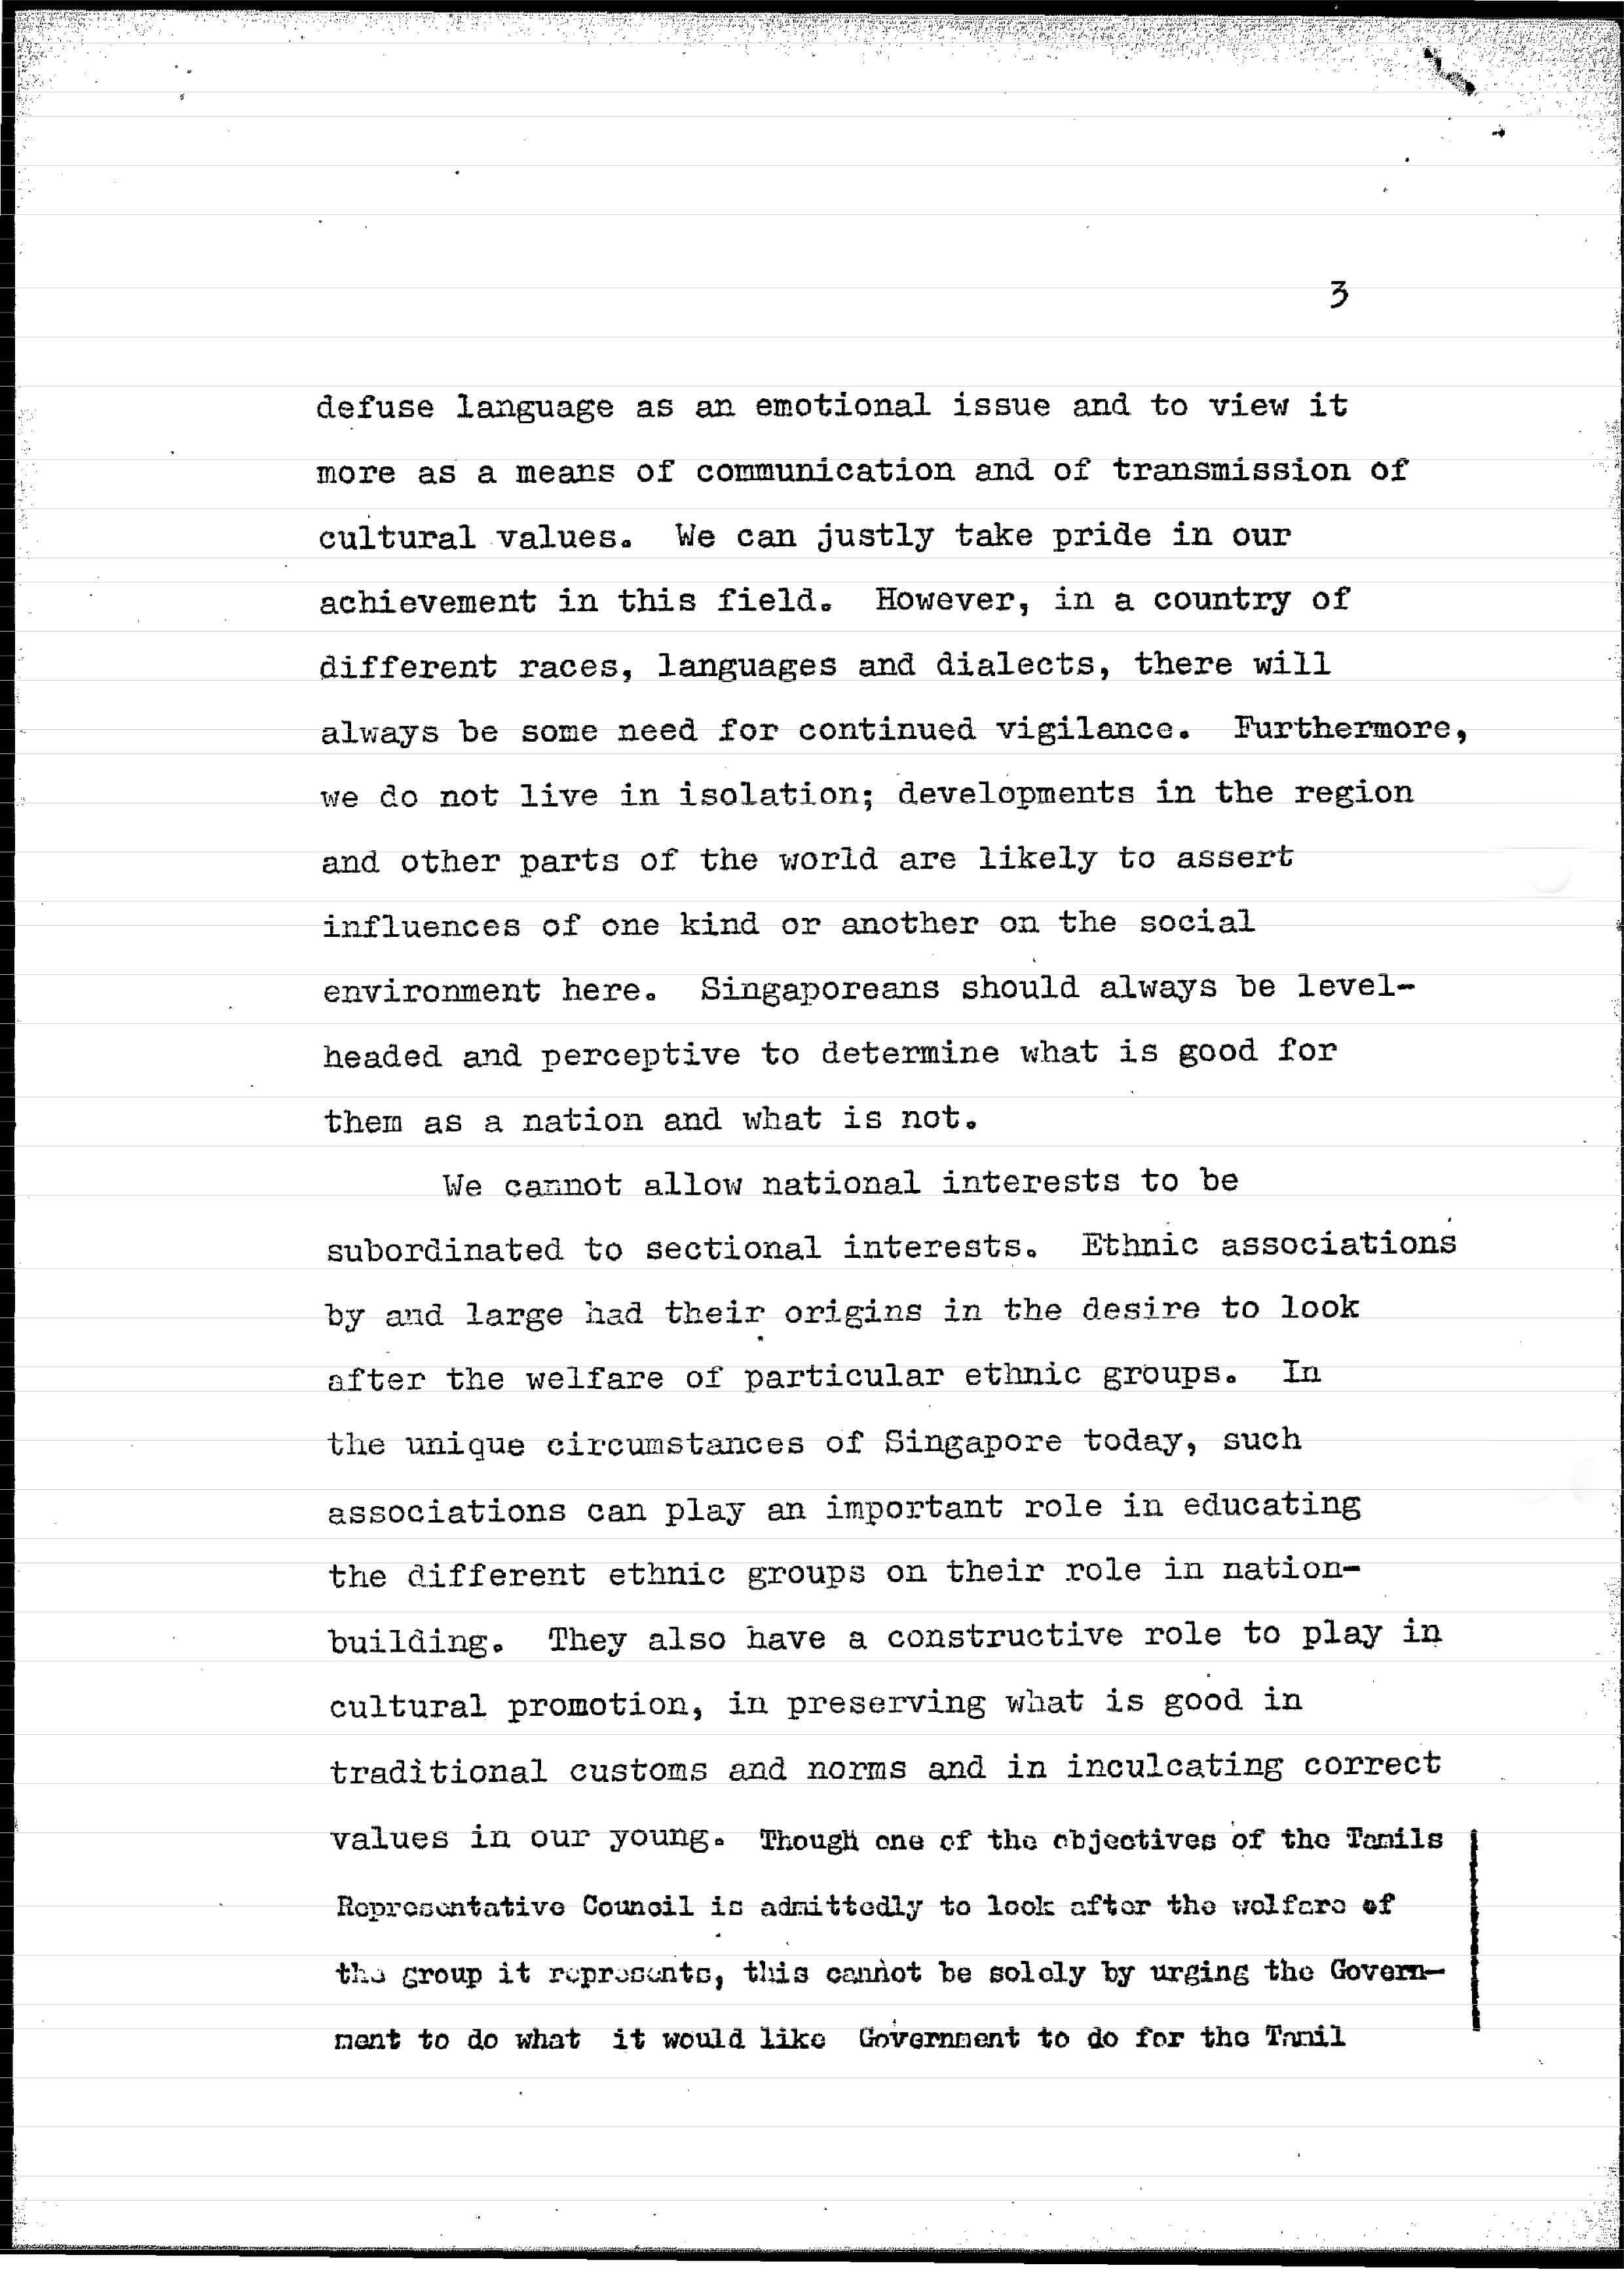 3
defuse language as an emotional issue and to view it
more as a means of communication and of transmission of
cultural values. We can justly take pride in our
achievement in this field. However, in a country of
different races, languages and dialects, there will
always be some need for continued vigilance. Furthermore,
we do not live in isolation; developments in the region
and other parts of the world are likely to assert
influences of one kind or another on the social
environment here. Singaporeans should always be level-
headed and perceptive to determine what is good for
them as a nation and what is not.
We cannot allow national interests to be
subordinated to sectional interests. Ethnic associations
by and large had their origins in the desire to look
after the welfare of particular ethnic groups. In
the unique circumstances of Singapore today, such
associations can play an important role in educating
the different ethnic groups on their role in nation-
building. They also have a constructive role to play in
cultural promotion, in preserving what is good in
traditional customs and norms and in inculcating correct
values in our young. Though one of the objectives of the Tamils
Representative Council is admittedly to look after the welfare of
the group it represents, this cannot be solely by urging the Govern-
ment to do what it would like Government to do for the Tamil